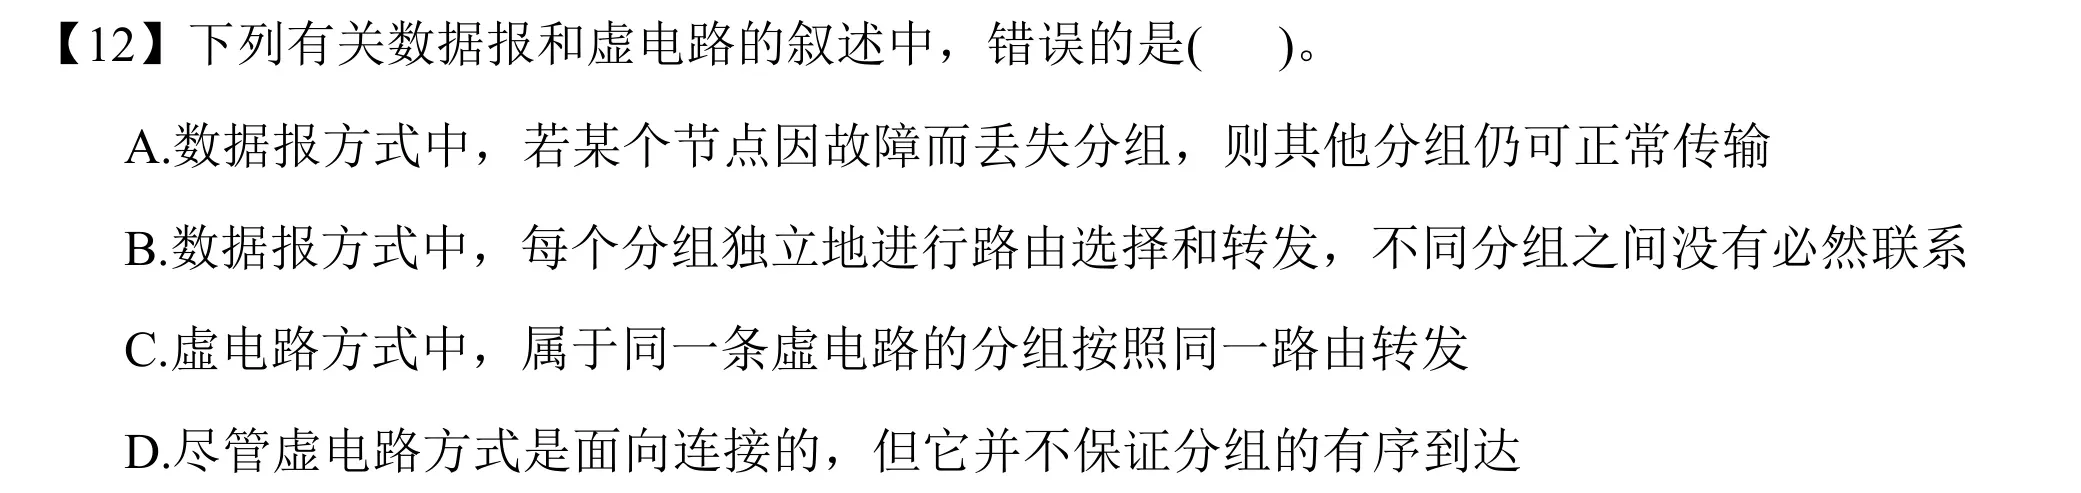 【12】下列有关数据报和虚电路的叙述中，错误的是(    )。
A.数据报方式中，若某个节点因故障而丢失分组，则其他分组仍可正常传输
B.数据报方式中，每个分组独立地进行路由选择和转发，不同分组之间没有必然联系
C.虚电路方式中，属于同一条虚电路的分组按照同一路由转发
D.尽管虚电路方式是面向连接的，但它并不保证分组的有序到达